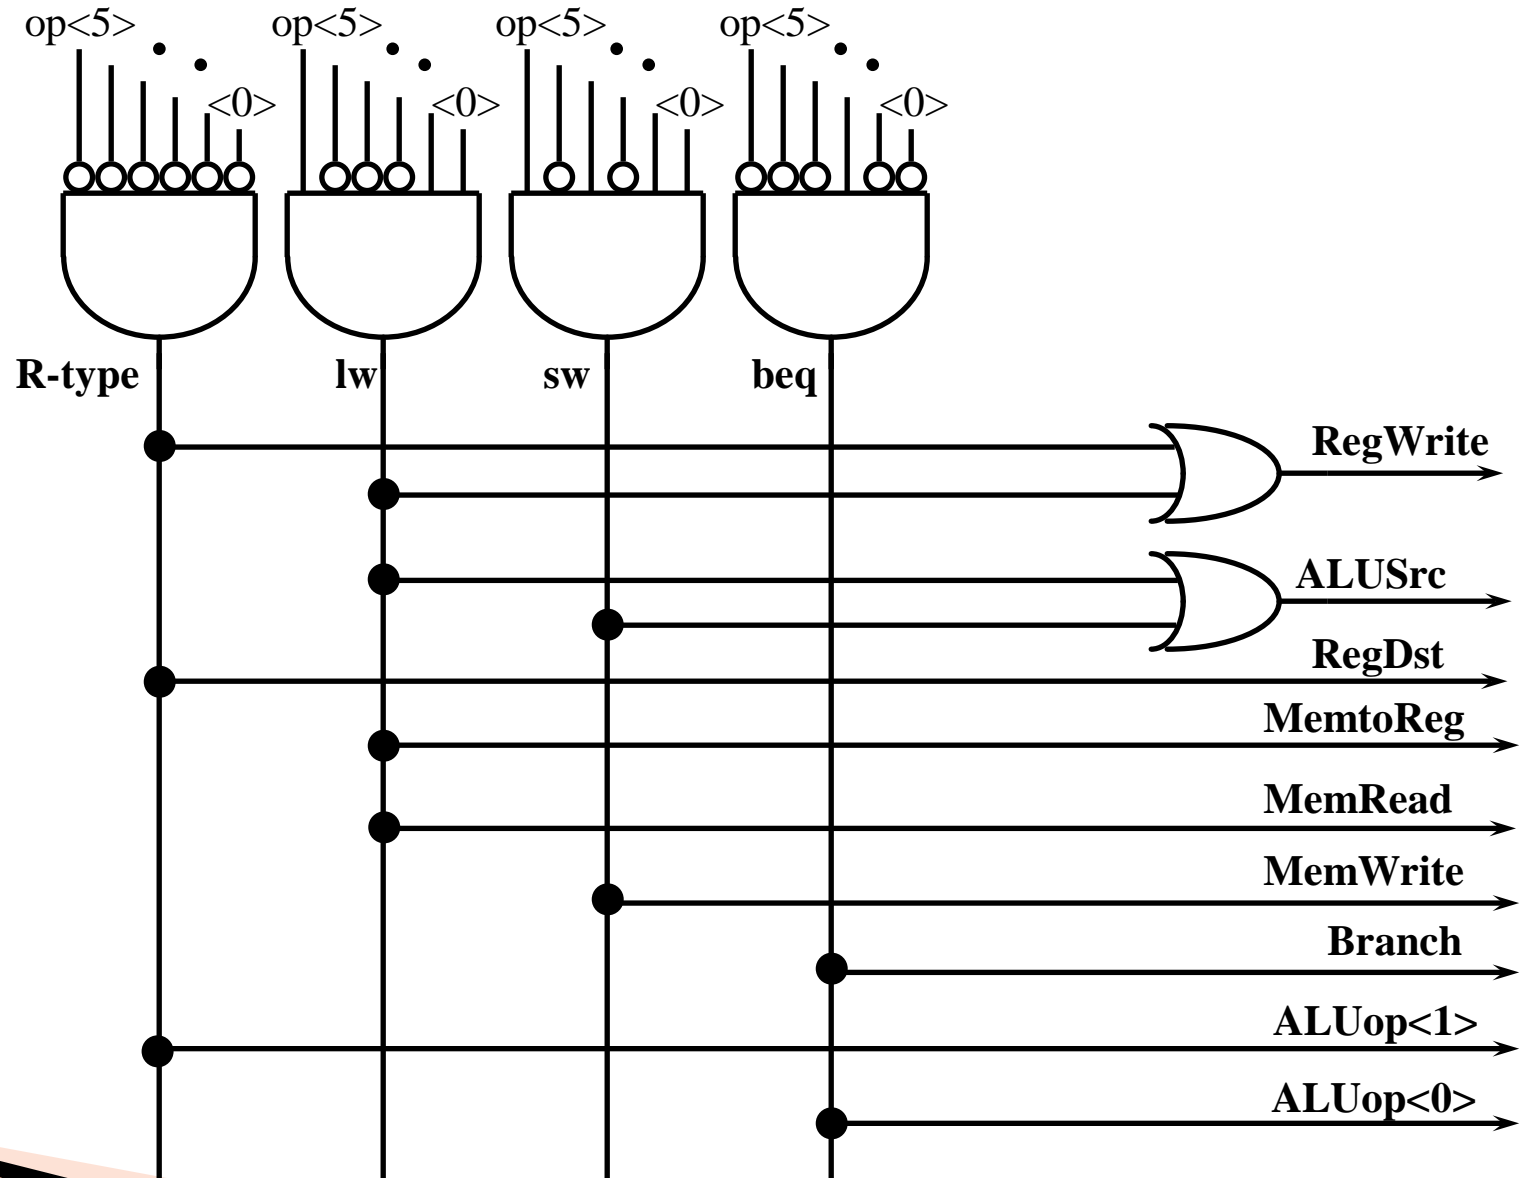 op<5> op<5> op<5> op<5>
<0> <0> <0> <0>
R-type lw sw beq
RegWrite
ALUSrc
RegDst
MemtoReg
MemRead
MemWrite
Branch
ALUop<1>
ALUop<0>